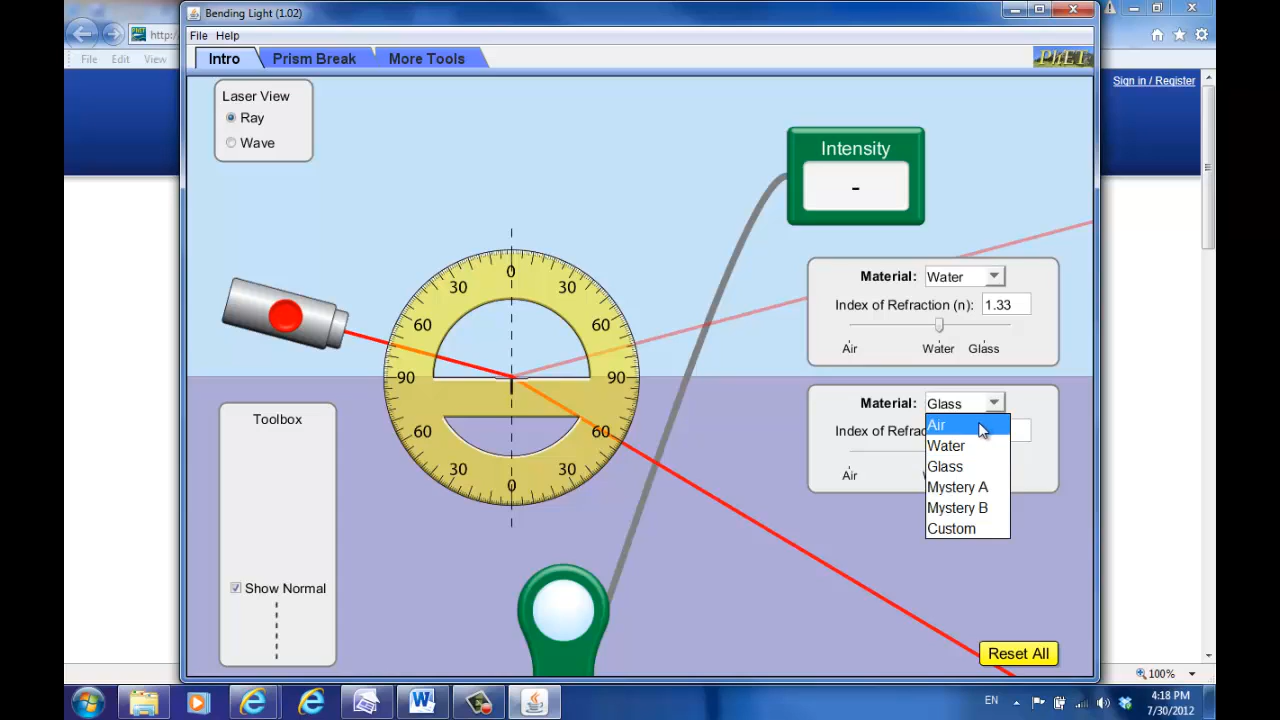 Bending Light (1.02)
File Help
Intro Prism Break More Tools
PhET
http:/
File Edit View
Sign in / Register
Laser View
Ray
Wave
Intensity
-
0
30 30
60 60
90 90
60 60
30 30
0
Material: Water
Index of Refraction (n): 1.33
Air Water Glass
Material: Glass
Index of Refrac
Air
Air
Water
Glass
Mystery A
Mystery B
Custom
Toolbox
Show Normal
Reset All
100%
EN
4:18 PM
7/30/2012